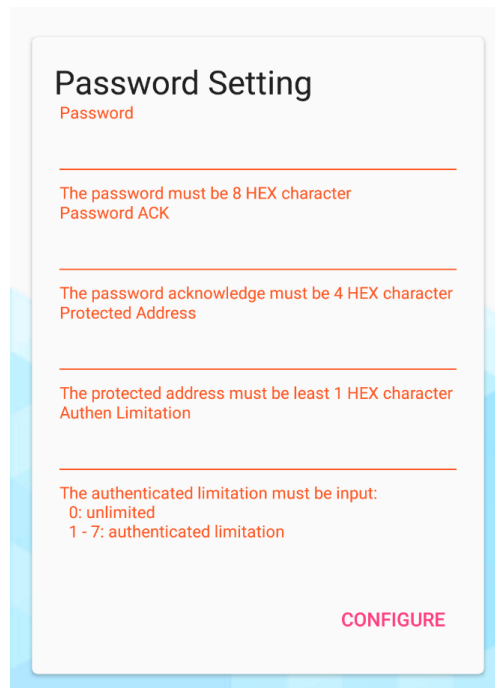 Password Setting
Password
The password must be 8 HEX character
Password ACK
The password acknowledge must be 4 HEX character
Protected Address
The protected address must be least 1 HEX character
Authen Limitation
The authenticated limitation must be input:
0: unlimited
1 - 7: authenticated limitation
CONFIGURE